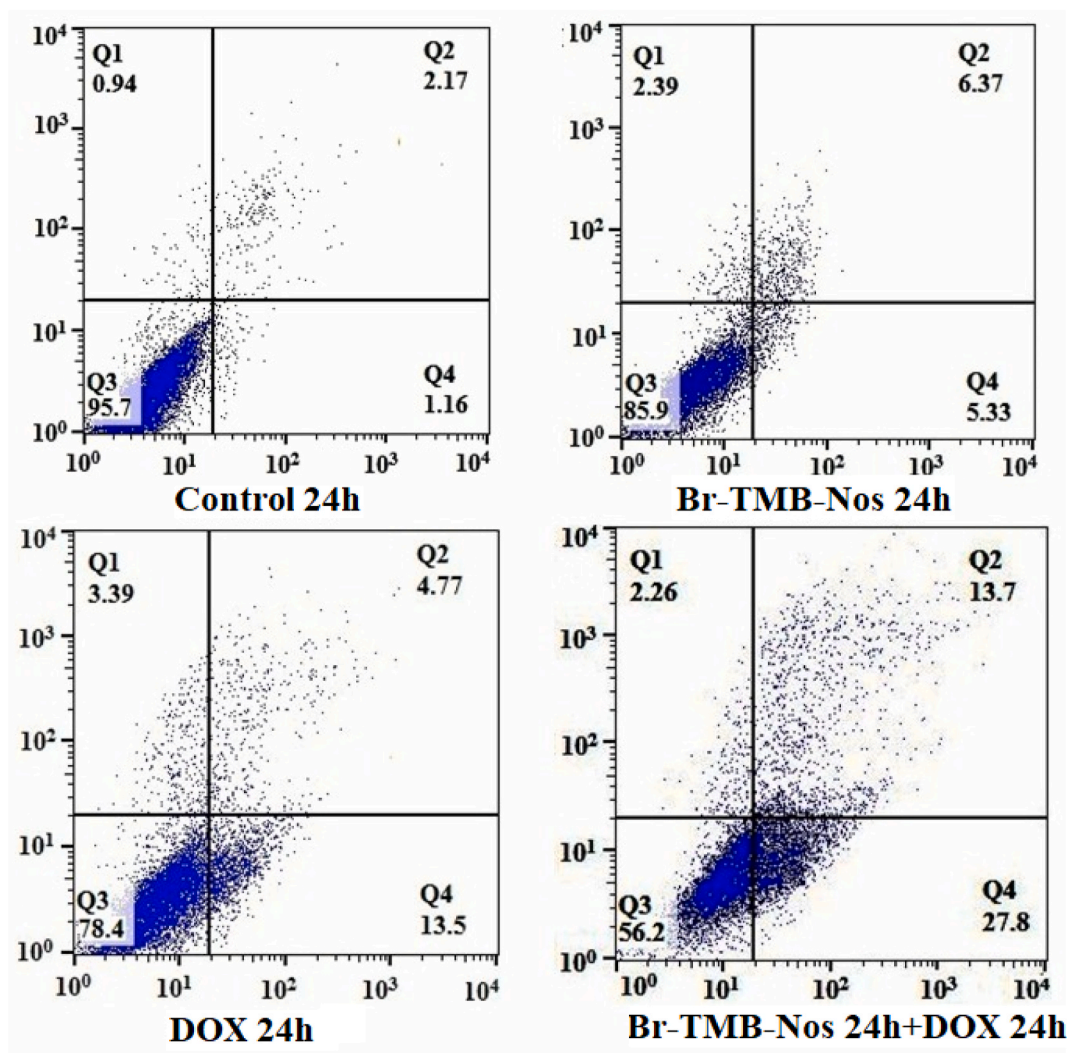 10⁴
Q1
0.94
Q2
2.17
10³
10²
10¹
Q3
95.7
Q4
1.16
10⁰
10⁰ 10¹ 10² 10³ 10⁴
Control 24h
10⁴
Q1
2.39
Q2
6.37
10³
10²
10¹
Q3
85.9
Q4
5.33
10⁰
10⁰ 10¹ 10² 10³ 10⁴
Br-TMB-Nos 24h
10⁴
Q1
3.39
Q2
4.77
10³
10²
10¹
Q3
78.4
Q4
13.5
10⁰
10⁰ 10¹ 10² 10³ 10⁴
DOX 24h
10⁴
Q1
2.26
Q2
13.7
10³
10²
10¹
Q3
56.2
Q4
27.8
10⁰
10⁰ 10¹ 10² 10³ 10⁴
Br-TMB-Nos 24h+DOX 24h